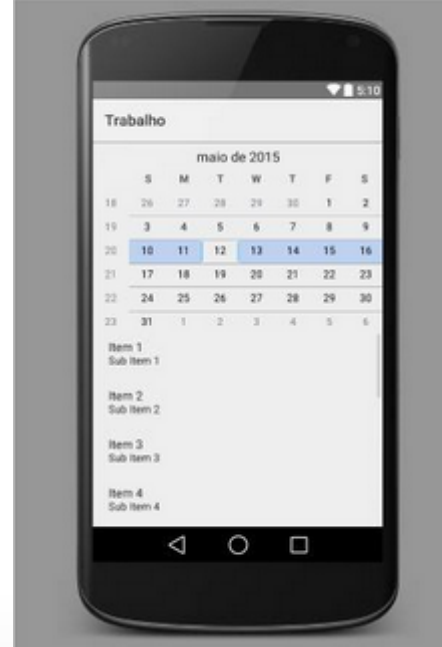 5:10
Trabalho
maio de 2015
S M T W T F S
18 26 27 28 29 30 1 2
19 3 4 5 6 7 8 9
20 10 11 12 13 14 15 16
21 17 18 19 20 21 22 23
22 24 25 26 27 28 29 30
23 31 1 2 3 4 5 6
Item 1
Sub Item 1
Item 2
Sub Item 2
Item 3
Sub Item 3
Item 4
Sub Item 4